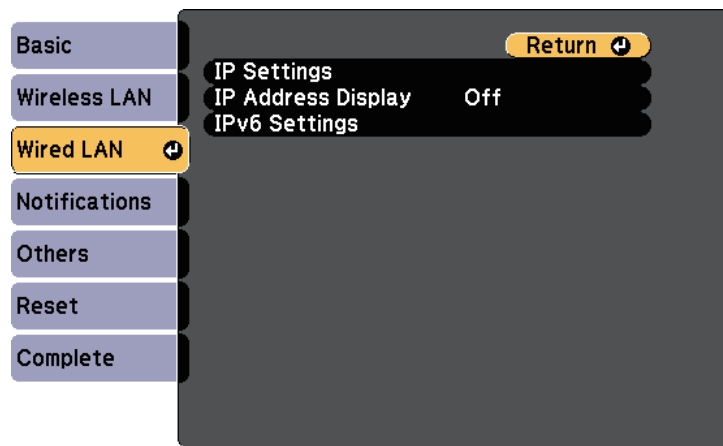 Basic
Wireless LAN
Wired LAN
Notifications
Others
Reset
Complete
Return
IP Settings
IP Address Display Off
IPv6 Settings